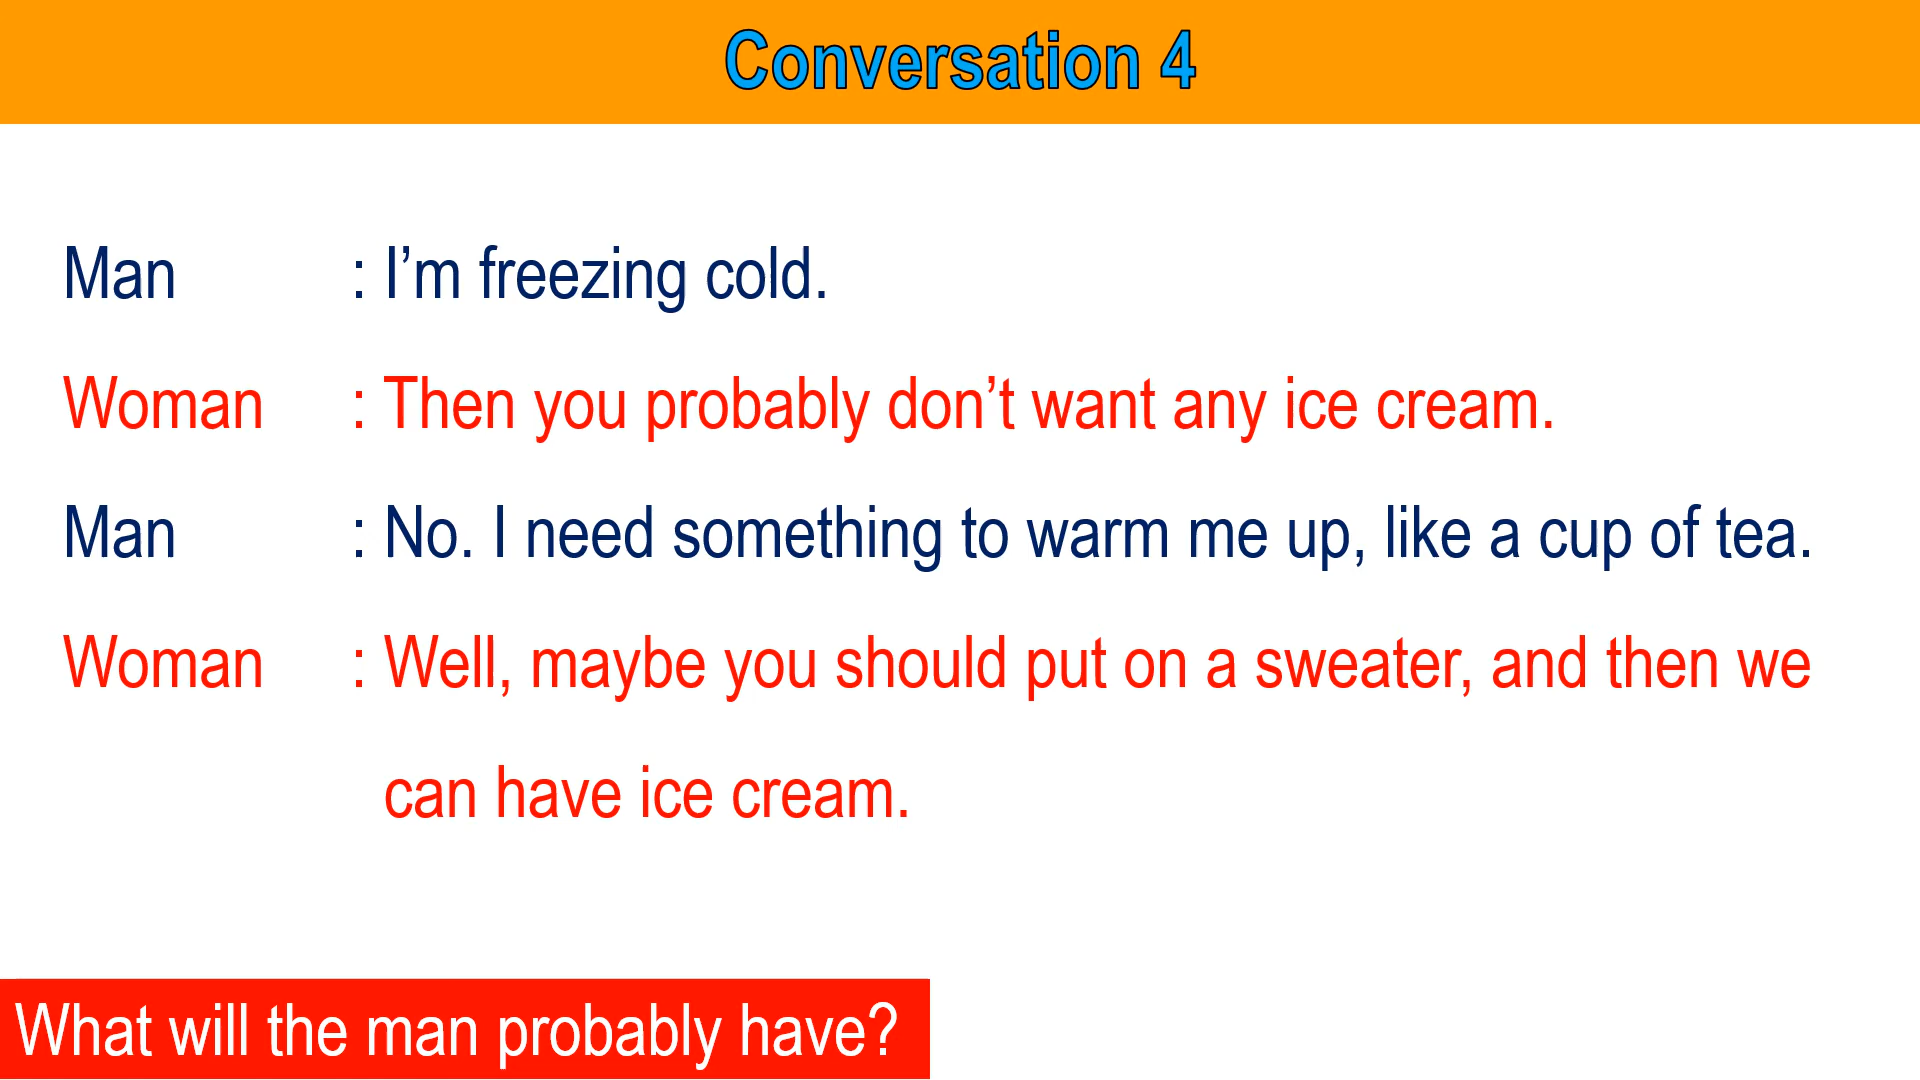 Conversation 4
Man : I’m freezing cold.
Woman : Then you probably don’t want any ice cream.
Man : No. I need something to warm me up, like a cup of tea.
Woman : Well, maybe you should put on a sweater, and then we
can have ice cream.
What will the man probably have?